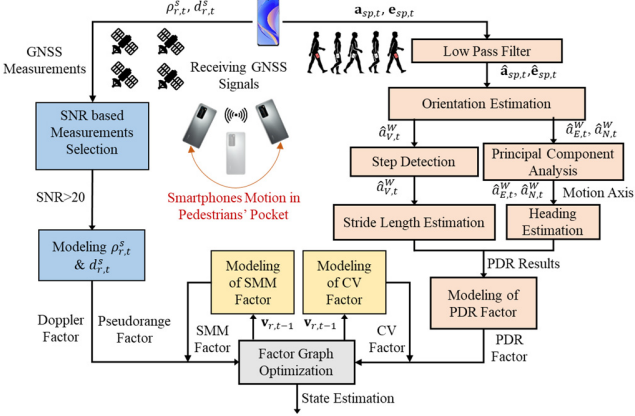 ρ^s_{r,t}, d^s_{r,t}
a_{sp,t}, e_{sp,t}
GNSS
Measurements
Receiving GNSS
Signals
Low Pass Filter
â_{sp,t}, ê_{sp,t}
Orientation Estimation
SNR based
Measurements
Selection
â^W_{V,t}
â^W_{E,t}, â^W_{N,t}
Step Detection
Principal Component
Analysis
SNR>20
Smartphones Motion in
Pedestrians' Pocket
â^W_{V,t}
â^W_{E,t}, â^W_{N,t}
Motion Axis
Stride Length Estimation
Heading
Estimation
Modeling ρ^s_{r,t}
& d^s_{r,t}
PDR Results
Modeling
of SMM
Factor
Modeling
of CV
Factor
Modeling of
PDR Factor
Doppler
Factor
Pseudorange
Factor
SMM
Factor
v_{r,t−1}
v_{r,t−1}
CV
Factor
PDR
Factor
Factor Graph
Optimization
State Estimation